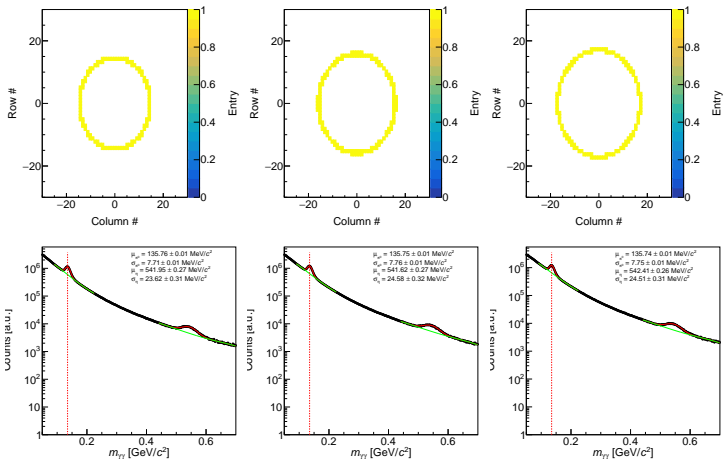 30
20
10
0
−10
−20
−20 0 20
Row #
Column #
1
0.8
0.6
0.4
0.2
0
Entry
30
20
10
0
−10
−20
−20 0 20
Row #
Column #
1
0.8
0.6
0.4
0.2
0
Entry
30
20
10
0
−10
−20
−20 0 20
Row #
Column #
1
0.8
0.6
0.4
0.2
0
Entry
μπ⁰ = 135.76 ± 0.01 MeV/c²
σπ⁰ = 7.71 ± 0.01 MeV/c²
μη = 541.95 ± 0.27 MeV/c²
ση = 23.62 ± 0.31 MeV/c²
10⁶
10⁵
10⁴
10³
10²
10
1
Counts [a.u.]
0.2 0.4 0.6
mγγ [GeV/c²]
μπ⁰ = 135.75 ± 0.01 MeV/c²
σπ⁰ = 7.76 ± 0.01 MeV/c²
μη = 541.62 ± 0.27 MeV/c²
ση = 24.58 ± 0.32 MeV/c²
10⁶
10⁵
10⁴
10³
10²
10
1
Counts [a.u.]
0.2 0.4 0.6
mγγ [GeV/c²]
μπ⁰ = 135.74 ± 0.01 MeV/c²
σπ⁰ = 7.75 ± 0.01 MeV/c²
μη = 542.41 ± 0.26 MeV/c²
ση = 24.51 ± 0.31 MeV/c²
10⁶
10⁵
10⁴
10³
10²
10
1
Counts [a.u.]
0.2 0.4 0.6
mγγ [GeV/c²]